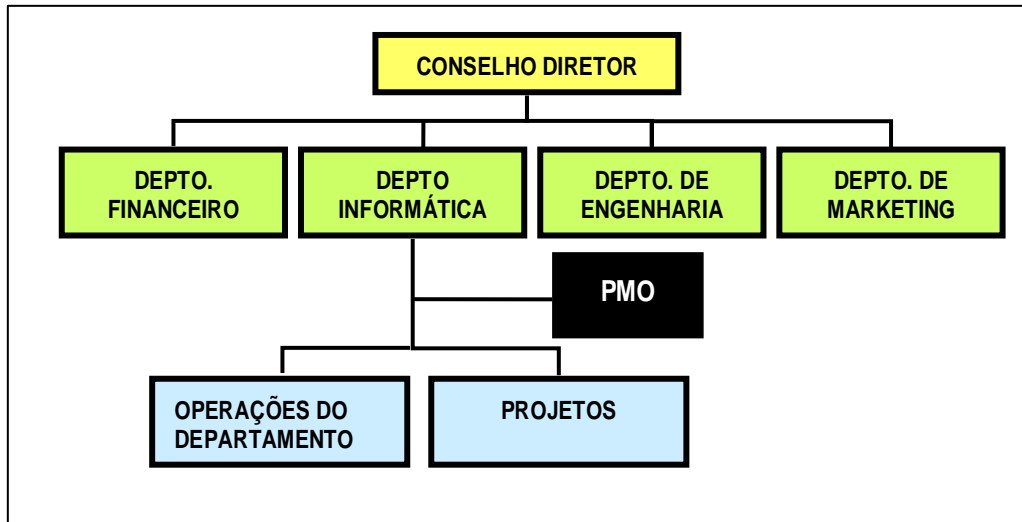 CONSELHO DIRETOR
DEPTO.
FINANCEIRO
DEPTO
INFORMÁTICA
DEPTO. DE
ENGENHARIA
DEPTO. DE
MARKETING
PMO
OPERAÇÕES DO
DEPARTAMENTO
PROJETOS